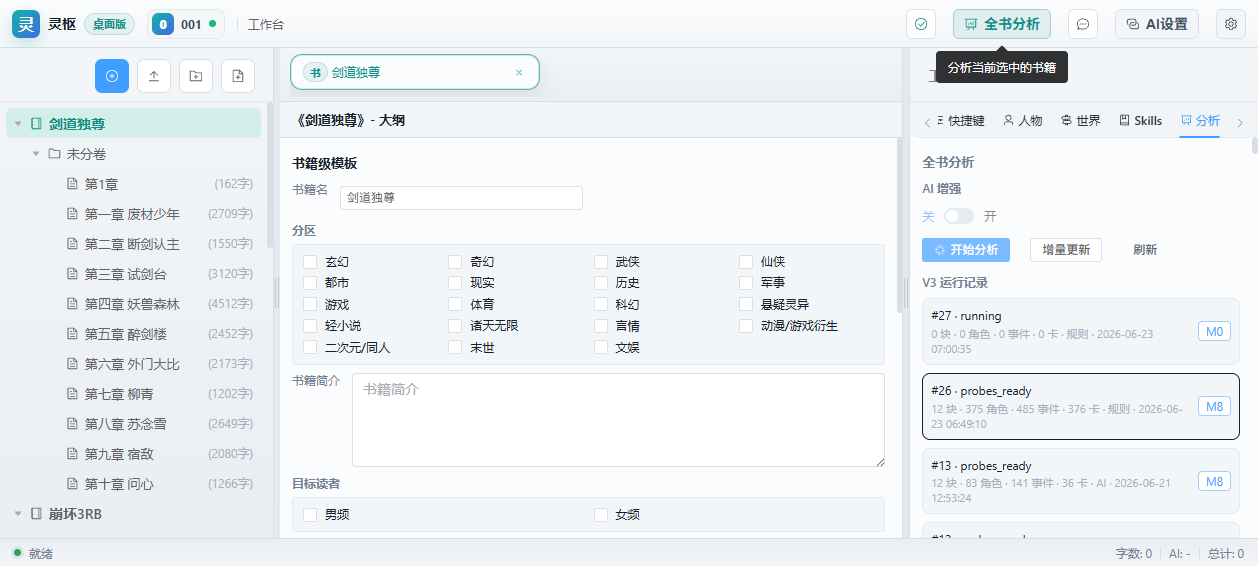 灵 灵枢 桌面版 0 001 工作台 全书分析 AI设置
分析当前选中的书籍
书 剑道独尊 ×
剑道独尊
未分卷
第1章 (162字)
第一章 废材少年 (2709字)
第二章 断剑认主 (1550字)
第三章 试剑台 (3120字)
第四章 妖兽森林 (4512字)
第五章 醉剑楼 (2452字)
第六章 外门大比 (2173字)
第七章 柳青 (1202字)
第八章 苏念雪 (2649字)
第九章 宿敌 (2080字)
第十章 问心 (1266字)
崩坏3RB
《剑道独尊》- 大纲
书籍级模板
书籍名 剑道独尊
分区
玄幻 奇幻 武侠 仙侠
都市 现实 历史 军事
游戏 体育 科幻 悬疑灵异
轻小说 诸天无限 言情 动漫/游戏衍生
二次元/同人 末世 文娱
书籍简介 书籍简介
目标读者
男频 女频
快捷键 人物 世界 Skills 分析
全书分析
AI 增强
关 开
开始分析 增量更新 刷新
V3 运行记录
#27 · running
0 块 · 0 角色 · 0 事件 · 0 卡 · 规则 · 2026-06-23
07:00:35
M0
#26 · probes_ready
12 块 · 375 角色 · 485 事件 · 376 卡 · 规则 · 2026-06-
23 06:49:10
M8
#13 · probes_ready
12 块 · 83 角色 · 141 事件 · 36 卡 · AI · 2026-06-21
12:53:24
M8
就绪 字数: 0 AI: - 总计: 0